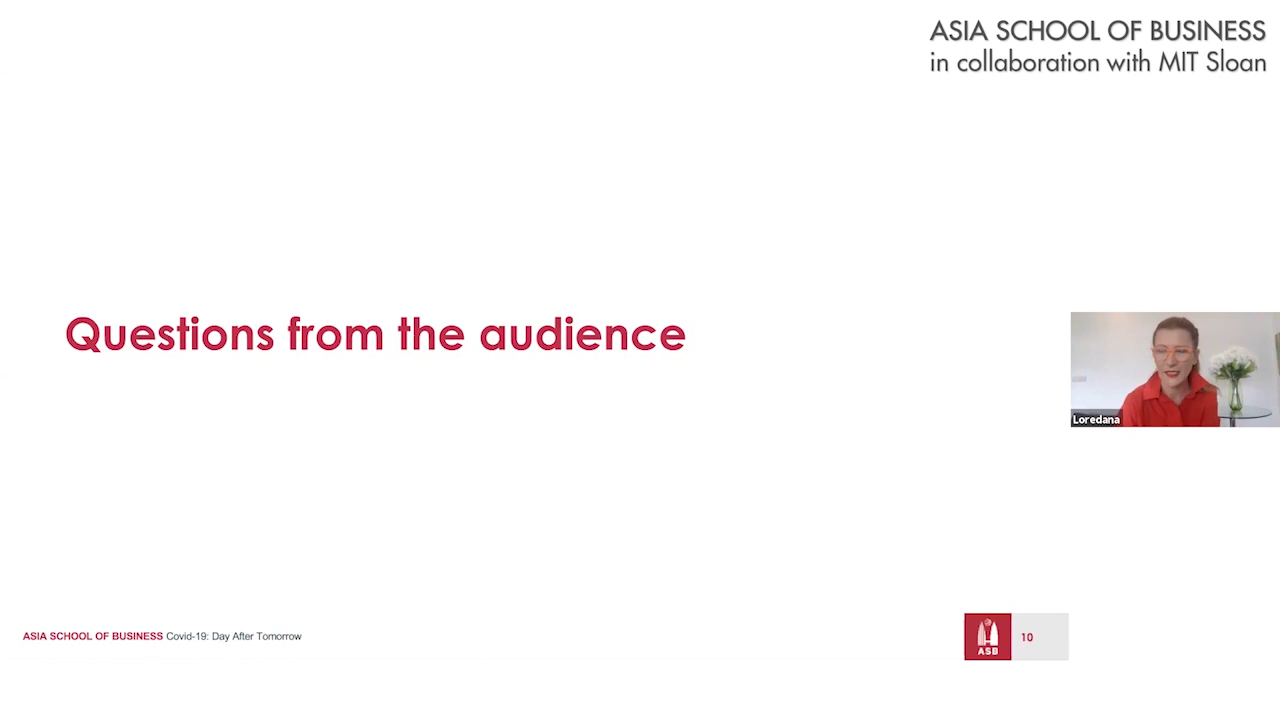 ASIA SCHOOL OF BUSINESS
in collaboration with MIT Sloan
Questions from the audience
Loredana
ASIA SCHOOL OF BUSINESS Covid-19: Day After Tomorrow
ASB
10